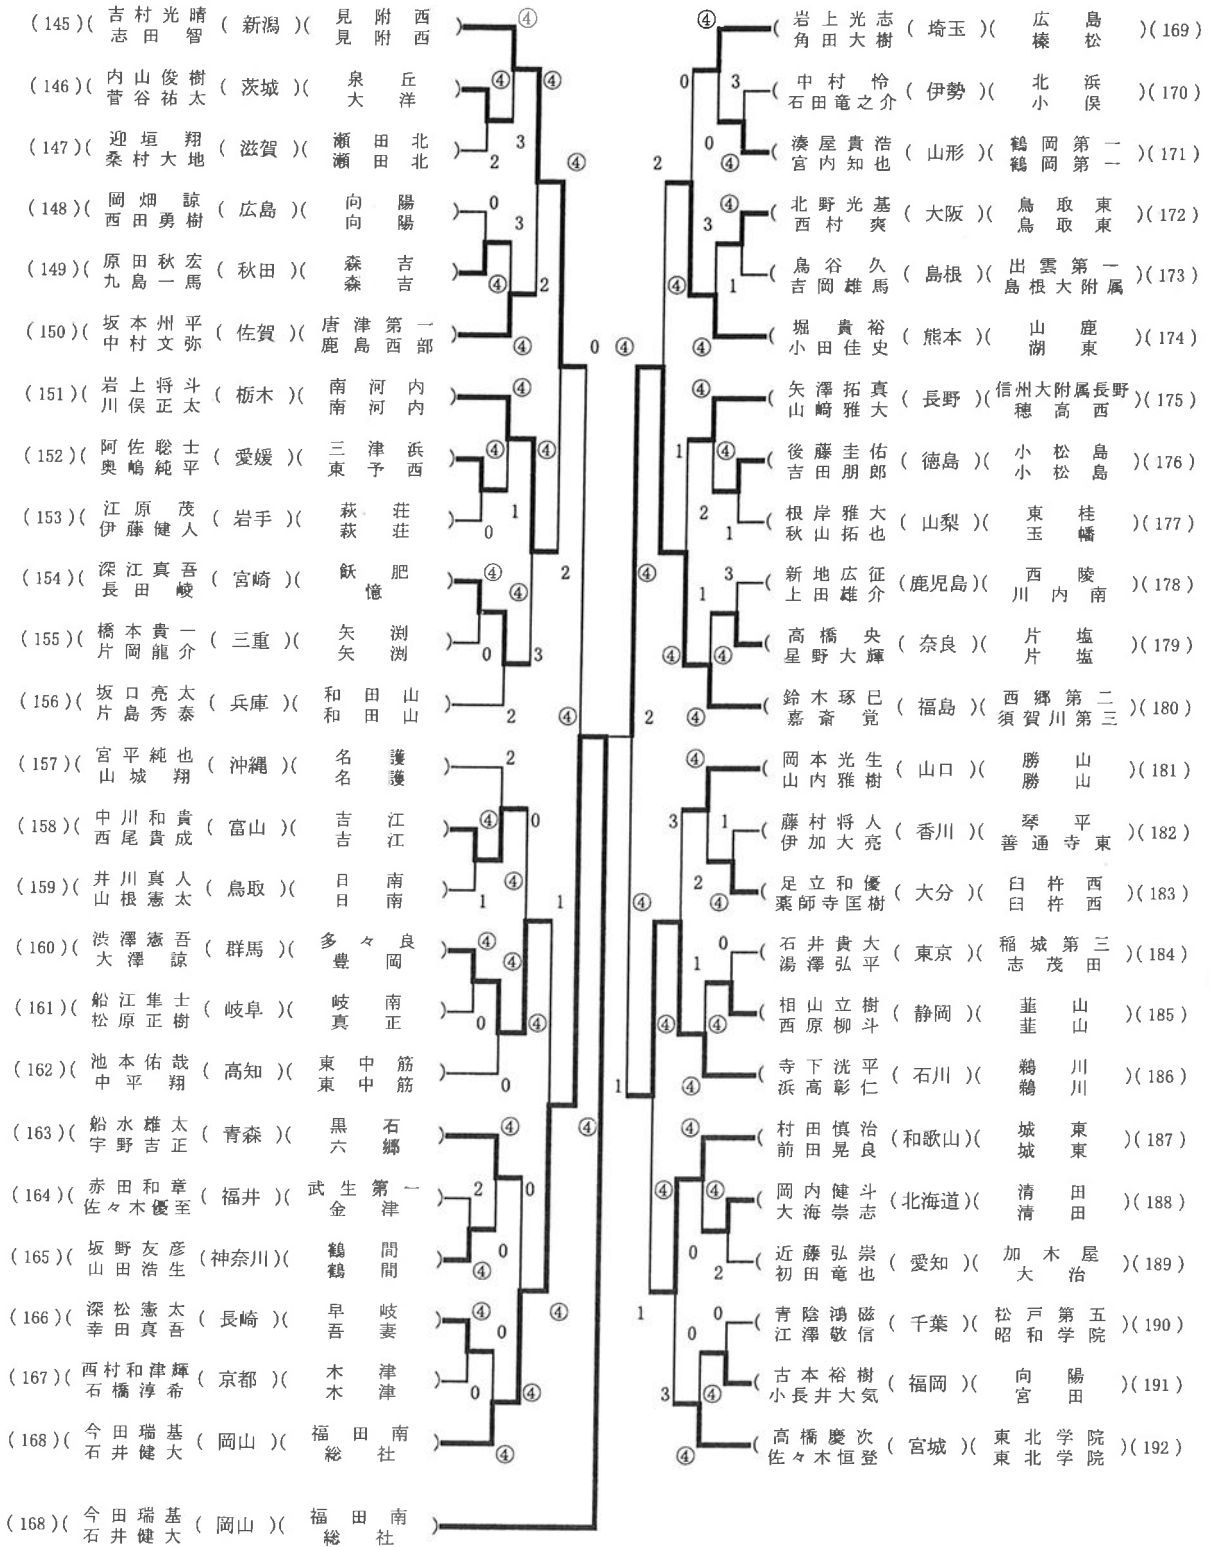 (145)( 吉村光晴 志田智 ( 新潟 )( 見附西 見附西 )
(146)( 内山俊樹 菅谷祐太 ( 茨城 )( 泉丘 大洋 )
(147)( 迎垣翔 桑村大地 ( 滋賀 )( 瀬田北 瀬田北 )
(148)( 岡畑諒 西田勇樹 ( 広島 )( 向陽 向陽 )
(149)( 原田秋宏 九島一馬 ( 秋田 )( 森吉 森吉 )
(150)( 坂本州平 中村文弥 ( 佐賀 )( 唐津第一 鹿島西部 )
(151)( 岩上将斗 川俣正太 ( 栃木 )( 南河内 南河内 )
(152)( 阿佐聡士 奥嶋純平 ( 愛媛 )( 三津浜 東予西 )
(153)( 江原茂 伊藤健人 ( 岩手 )( 萩荘 萩荘 )
(154)( 深江真吾 長田崚 ( 宮崎 )( 飫肥 憶 )
(155)( 橋本貴一 片岡龍介 ( 三重 )( 矢渕 矢渕 )
(156)( 坂口亮太 片島秀泰 ( 兵庫 )( 和田山 和田山 )
(157)( 宮平純也 山城翔 ( 沖縄 )( 名護 名護 )
(158)( 中川和貴 西尾貴成 ( 富山 )( 吉江 吉江 )
(159)( 井川真人 山根憲太 ( 鳥取 )( 日南 日南 )
(160)( 渋澤憲吾 大澤諒 ( 群馬 )( 多々良 豊岡 )
(161)( 船江隼士 松原正樹 ( 岐阜 )( 岐南 真正 )
(162)( 池本佑哉 中平翔 ( 高知 )( 東中筋 東中筋 )
(163)( 船水雄太 宇野吉正 ( 青森 )( 黒石 六郷 )
(164)( 赤田和章 佐々木優至 ( 福井 )( 武生第一 金津 )
(165)( 坂野友彦 山田浩生 (神奈川)( 鶴間 鶴間 )
(166)( 深松憲太 幸田真吾 ( 長崎 )( 早岐 吾妻 )
(167)( 西村和津輝 石橋淳希 ( 京都 )( 木津 木津 )
(168)( 今田瑞基 石井健大 ( 岡山 )( 福田南 総社 )
(168)( 今田瑞基 石井健大 ( 岡山 )( 福田南 総社 )
( 岩上光志 角田大樹 ( 埼玉 )( 広島 榛松 )(169)
( 中村怜 石田竜之介 ( 伊勢 )( 北浜 小俣 )(170)
( 湊屋貴浩 宮内知也 ( 山形 )( 鶴岡第一 鶴岡第一 )(171)
( 北野光基 西村爽 ( 大阪 )( 鳥取東 鳥取東 )(172)
( 鳥谷久 吉岡雄馬 ( 島根 )( 出雲第一 島根大附属 )(173)
( 堀貴裕 小田佳史 ( 熊本 )( 山鹿 湖東 )(174)
( 矢澤拓真 山﨑雅大 ( 長野 )( 信州大附属長野 穂高西 )(175)
( 後藤圭佑 吉田朋郎 ( 徳島 )( 小松島 小松島 )(176)
( 根岸雅大 秋山拓也 ( 山梨 )( 東桂 玉幡 )(177)
( 新地広征 上田雄介 (鹿児島)( 西陵 川内南 )(178)
( 高橋央 星野大輝 ( 奈良 )( 片塩 片塩 )(179)
( 鈴木琢巳 嘉斎覚 ( 福島 )( 西郷第二 須賀川第三 )(180)
( 岡本光生 山内雅樹 ( 山口 )( 勝山 勝山 )(181)
( 藤村将人 伊加大亮 ( 香川 )( 琴平 善通寺東 )(182)
( 足立和優 薬師寺匡樹 ( 大分 )( 臼杵西 臼杵西 )(183)
( 石井貴大 湯澤弘平 ( 東京 )( 稲城第三 志茂田 )(184)
( 相山立樹 西原柳斗 ( 静岡 )( 韮山 韮山 )(185)
( 寺下洸平 浜高彰仁 ( 石川 )( 鵜川 鵜川 )(186)
( 村田慎治 前田晃良 (和歌山)( 城東 城東 )(187)
( 岡内健斗 大海崇志 (北海道)( 清田 清田 )(188)
( 近藤弘崇 初田竜也 ( 愛知 )( 加木屋 大治 )(189)
( 青陰鴻磁 江澤敬信 ( 千葉 )( 松戸第五 昭和学院 )(190)
( 古本裕樹 小長井大気 ( 福岡 )( 向陽 宮田 )(191)
( 高橋慶次 佐々木恒登 ( 宮城 )( 東北学院 東北学院 )(192)